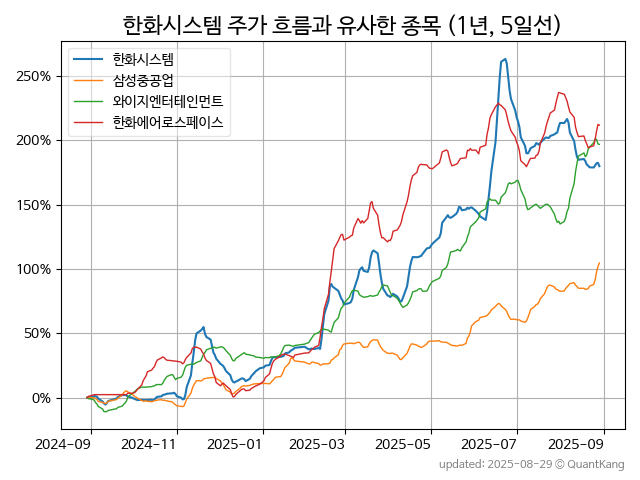 한화시스템 주가 흐름과 유사한 종목 (1년, 5일선)
한화시스템
삼성중공업
와이지엔터테인먼트
한화에어로스페이스
250%
200%
150%
100%
50%
0%
2024-09 2024-11 2025-01 2025-03 2025-05 2025-07 2025-09
updated: 2025-08-29 © QuantKang